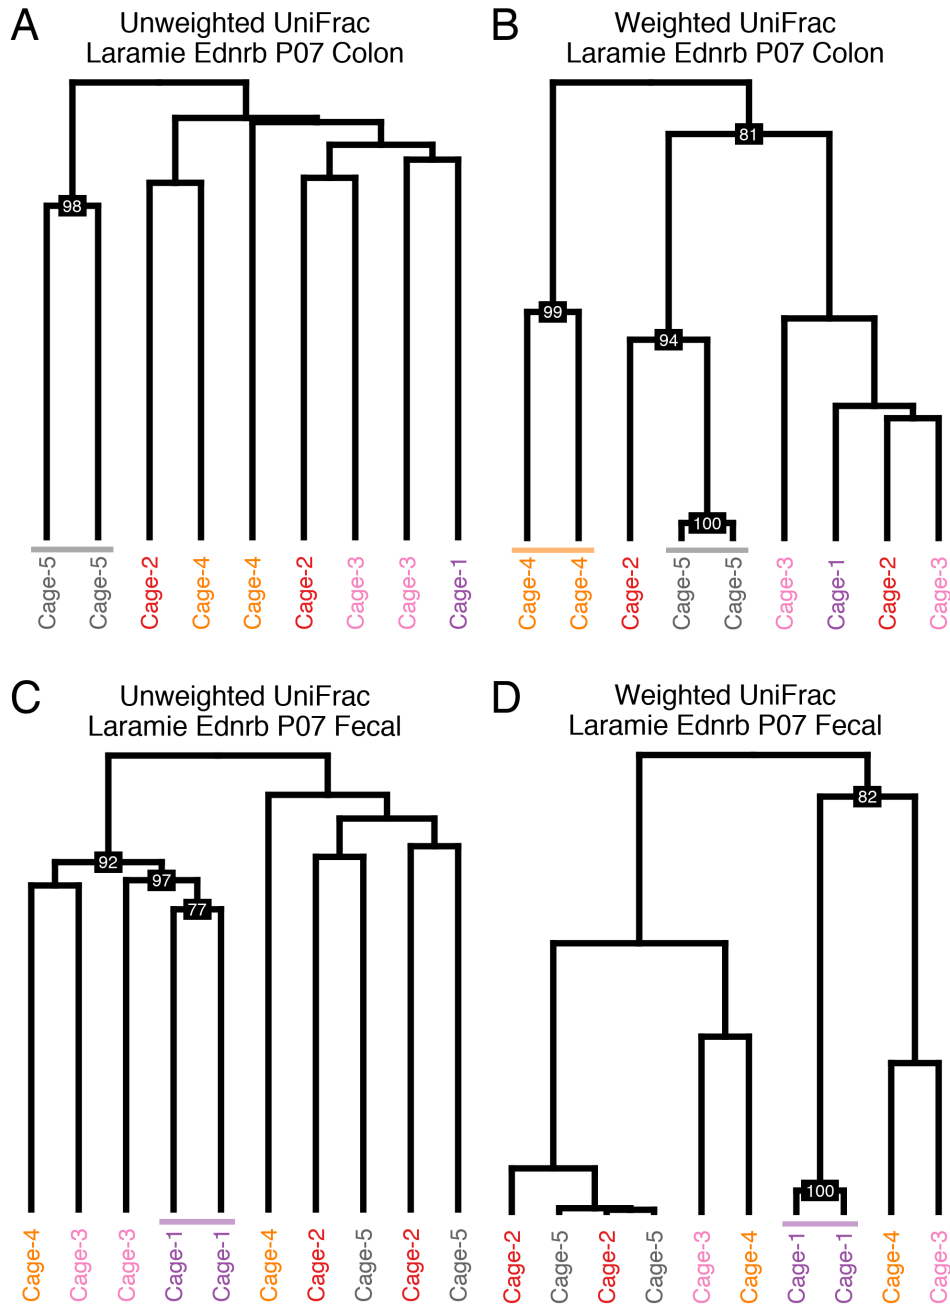 A
Unweighted UniFrac
Laramie Ednrb P07 Colon
98
Cage-5
Cage-5
Cage-2
Cage-4
Cage-4
Cage-2
Cage-3
Cage-3
Cage-1
B
Weighted UniFrac
Laramie Ednrb P07 Colon
81
99
94
100
Cage-4
Cage-4
Cage-2
Cage-5
Cage-5
Cage-3
Cage-1
Cage-2
Cage-3
C
Unweighted UniFrac
Laramie Ednrb P07 Fecal
92
97
77
Cage-4
Cage-3
Cage-3
Cage-1
Cage-1
Cage-4
Cage-2
Cage-5
Cage-2
Cage-5
D
Weighted UniFrac
Laramie Ednrb P07 Fecal
82
100
Cage-2
Cage-5
Cage-2
Cage-5
Cage-3
Cage-4
Cage-1
Cage-1
Cage-4
Cage-3